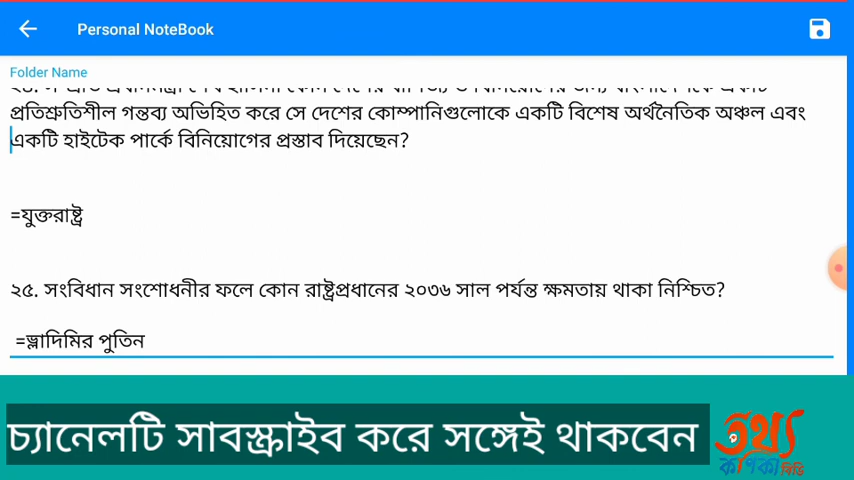 Personal NoteBook
Folder Name
প্রতিশ্রুতিশীল গন্তব্য অভিহিত করে সে দেশের কোম্পানিগুলোকে একটি বিশেষ অর্থনৈতিক অঞ্চল এবং
একটি হাইটেক পার্কে বিনিয়োগের প্রস্তাব দিয়েছেন?
=যুক্তরাষ্ট্র
২৫. সংবিধান সংশোধনীর ফলে কোন রাষ্ট্রপ্রধানের ২০৩৬ সাল পর্যন্ত ক্ষমতায় থাকা নিশ্চিত?
=ভ্লাদিমির পুতিন
চ্যানেলটি সাবস্ক্রাইব করে সঙ্গেই থাকবেন
তথ্য
কণিকা বিডি